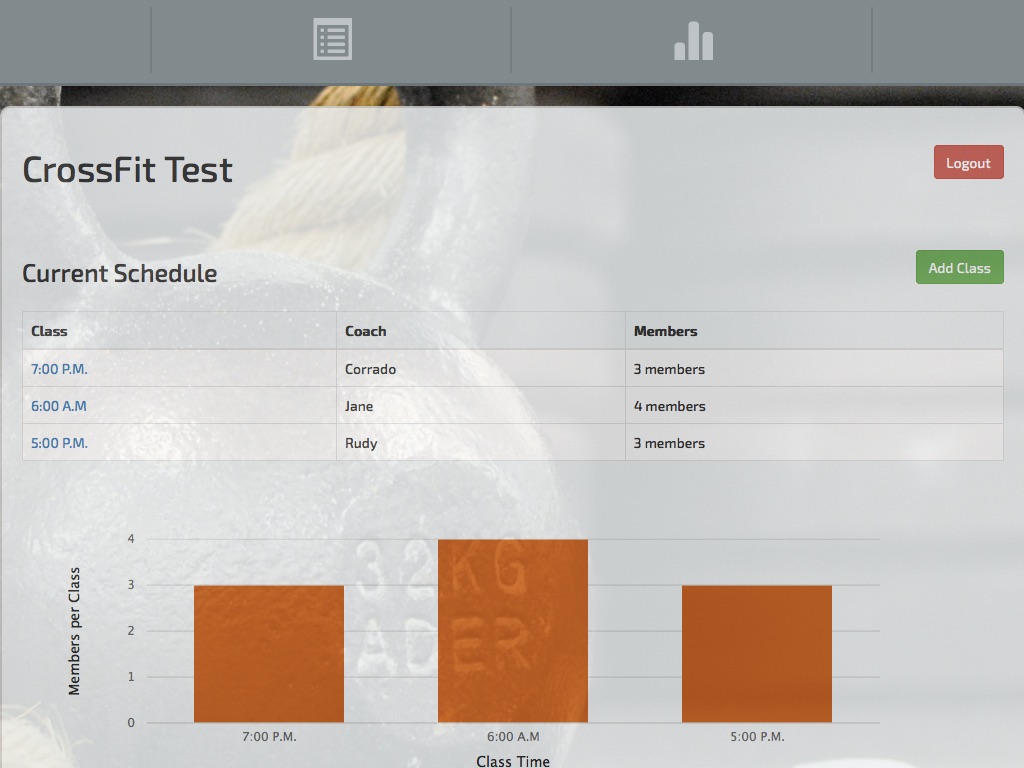 CrossFit Test
Logout
Current Schedule
Add Class
Class Coach Members
7:00 P.M. Corrado 3 members
6:00 A.M Jane 4 members
5:00 P.M. Rudy 3 members
32KG
ADER
Members per Class
4
3
2
1
0
7:00 P.M. 6:00 A.M 5:00 P.M.
Class Time